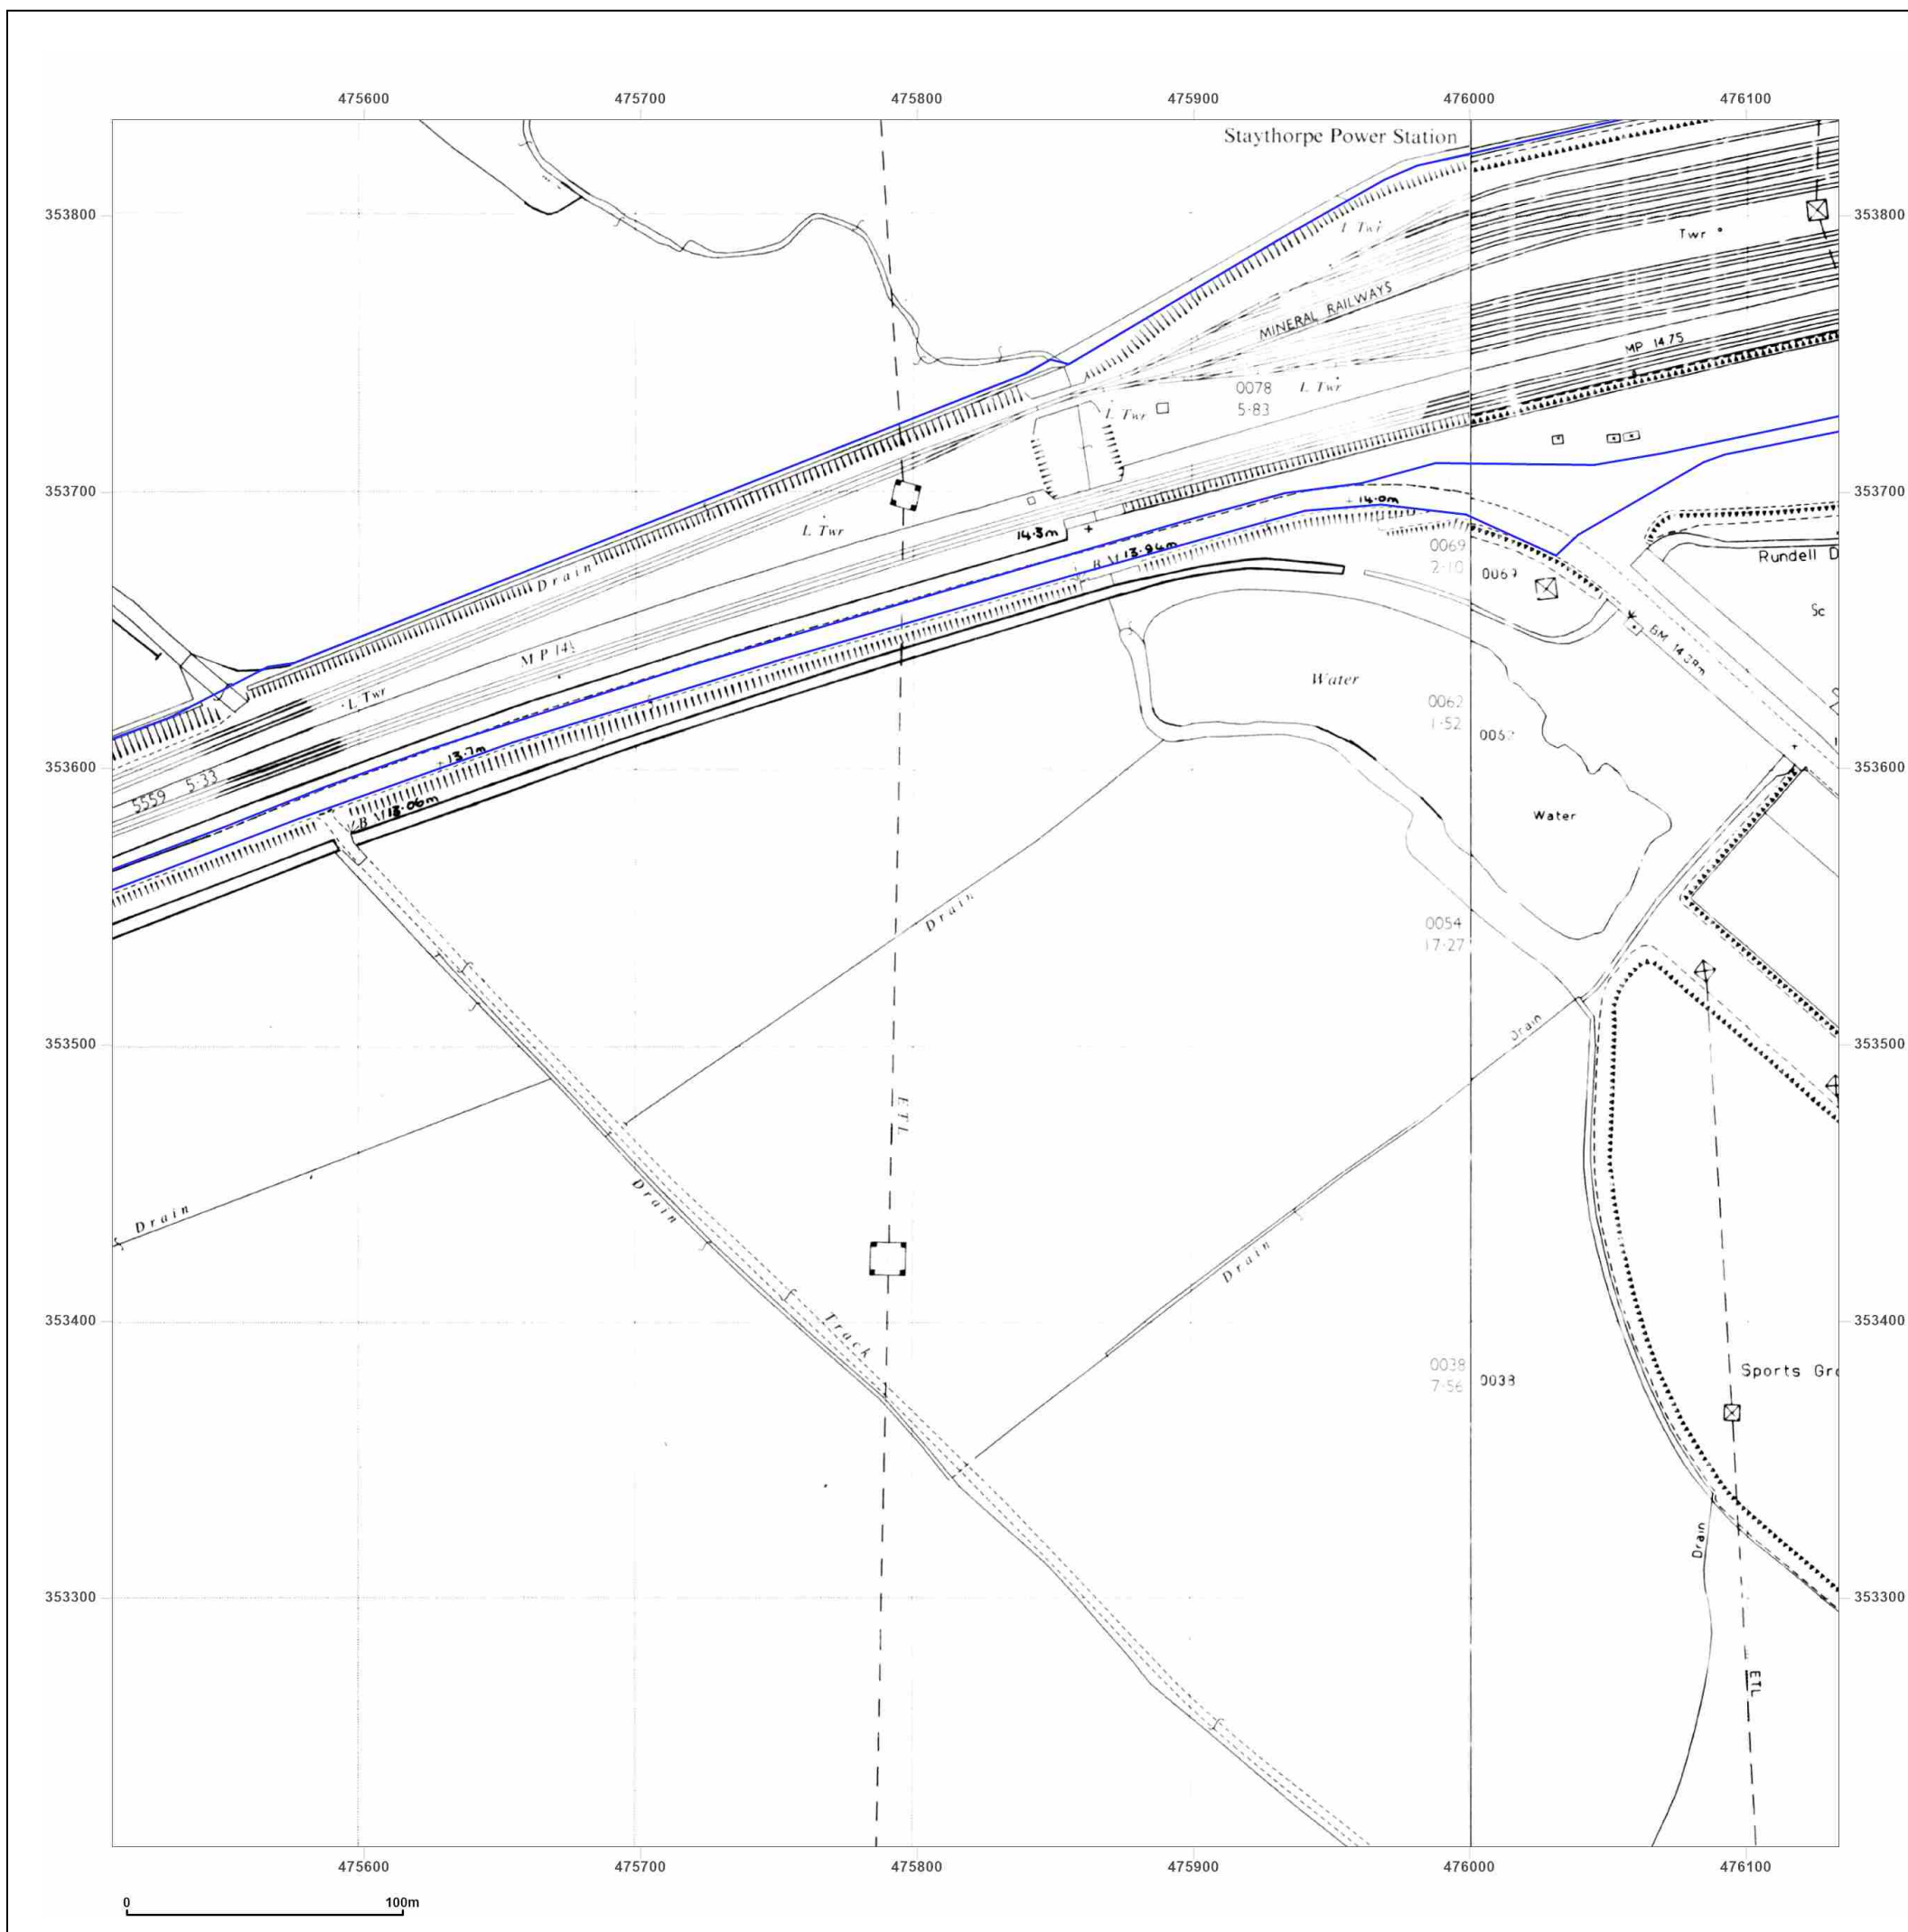 475600 475700 475800 475900 476000 476100
Staythorpe Power Station
353800 353800
Twr
L Twr
MINERAL RAILWAYS
MP 14.75
0078
5·83
L Twr
L Twr
353700 353700
14·0m
L Twr
14·3m
13·94m
0069
2·10
0069
Rundell D
Drain
Sc
BM 14·39m
M P 14½
Water
L Twr
0062
1·52
0062
13·7m
353600 353600
5559 5·33
B M 13·06m
Water
Drain
0054
17·27
Drain
353500 353500
ETL
Drain
Drain
Drain
353400 353400
Track
0038
7·56
0038
Sports Gro
Drain
353300 353300
ETL
475600 475700 475800 475900 476000 476100
0 100m